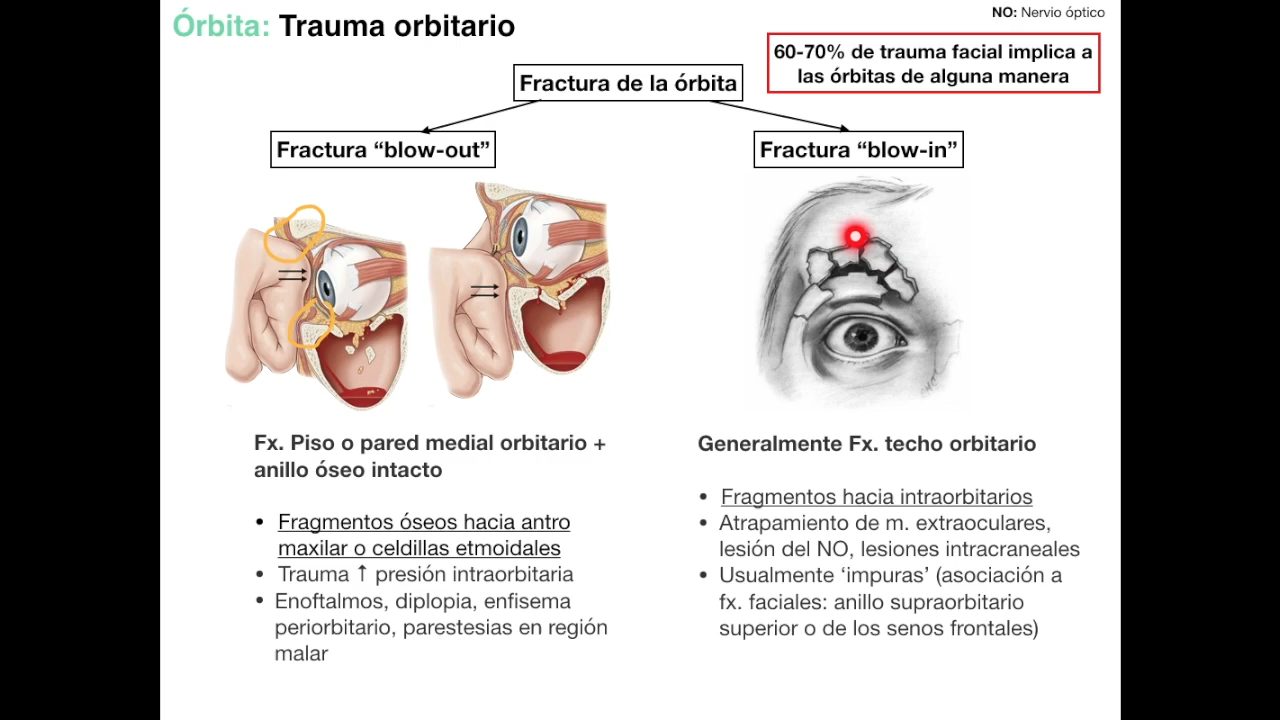 Órbita: Trauma orbitario
NO: Nervio óptico
60-70% de trauma facial implica a
las órbitas de alguna manera
Fractura de la órbita
Fractura “blow-out”
Fractura “blow-in”
Fx. Piso o pared medial orbitario +
anillo óseo intacto
• Fragmentos óseos hacia antro
maxilar o celdillas etmoidales
• Trauma ↑ presión intraorbitaria
• Enoftalmos, diplopia, enfisema
periorbitario, parestesias en región
malar
Generalmente Fx. techo orbitario
• Fragmentos hacia intraorbitarios
• Atrapamiento de m. extraoculares,
lesión del NO, lesiones intracraneales
• Usualmente ‘impuras’ (asociación a
fx. faciales: anillo supraorbitario
superior o de los senos frontales)